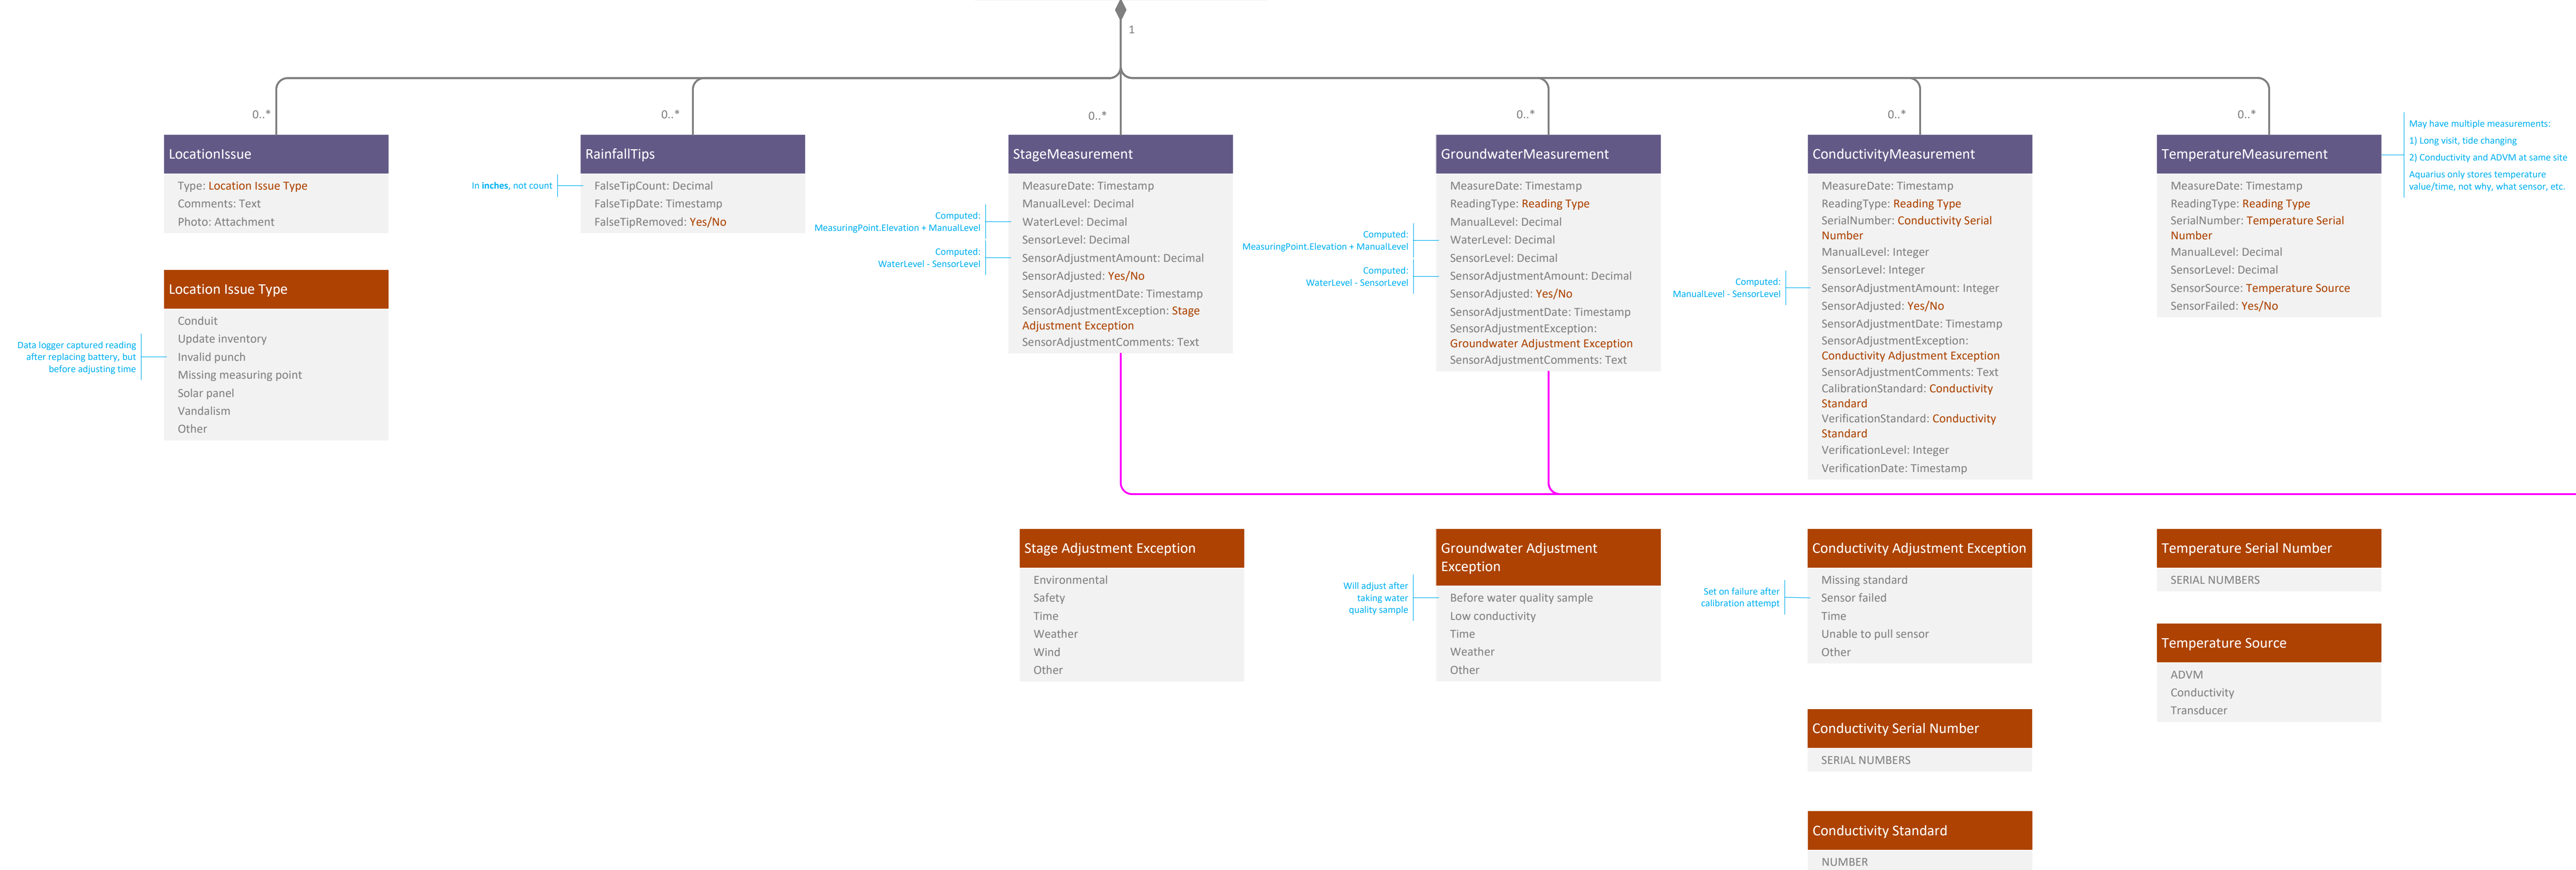 1
0..*
0..*
0..*
0..*
0..*
0..*
LocationIssue
Type: Location Issue Type
Comments: Text
Photo: Attachment
Location Issue Type
Conduit
Update inventory
Invalid punch
Missing measuring point
Solar panel
Vandalism
Other
Data logger captured reading
after replacing battery, but
before adjusting time
RainfallTips
FalseTipCount: Decimal
FalseTipDate: Timestamp
FalseTipRemoved: Yes/No
In inches, not count
StageMeasurement
MeasureDate: Timestamp
ManualLevel: Decimal
WaterLevel: Decimal
SensorLevel: Decimal
SensorAdjustmentAmount: Decimal
SensorAdjusted: Yes/No
SensorAdjustmentDate: Timestamp
SensorAdjustmentException: Stage
Adjustment Exception
SensorAdjustmentComments: Text
Computed:
MeasuringPoint.Elevation + ManualLevel
Computed:
WaterLevel - SensorLevel
GroundwaterMeasurement
MeasureDate: Timestamp
ReadingType: Reading Type
ManualLevel: Decimal
WaterLevel: Decimal
SensorLevel: Decimal
SensorAdjustmentAmount: Decimal
SensorAdjusted: Yes/No
SensorAdjustmentDate: Timestamp
SensorAdjustmentException:
Groundwater Adjustment Exception
SensorAdjustmentComments: Text
Computed:
MeasuringPoint.Elevation + ManualLevel
Computed:
WaterLevel - SensorLevel
ConductivityMeasurement
MeasureDate: Timestamp
ReadingType: Reading Type
SerialNumber: Conductivity Serial
Number
ManualLevel: Integer
SensorLevel: Integer
SensorAdjustmentAmount: Integer
SensorAdjusted: Yes/No
SensorAdjustmentDate: Timestamp
SensorAdjustmentException:
Conductivity Adjustment Exception
SensorAdjustmentComments: Text
CalibrationStandard: Conductivity
Standard
VerificationStandard: Conductivity
Standard
VerificationLevel: Integer
VerificationDate: Timestamp
Computed:
ManualLevel - SensorLevel
TemperatureMeasurement
MeasureDate: Timestamp
ReadingType: Reading Type
SerialNumber: Temperature Serial
Number
ManualLevel: Decimal
SensorLevel: Decimal
SensorSource: Temperature Source
SensorFailed: Yes/No
May have multiple measurements:
1) Long visit, tide changing
2) Conductivity and ADVM at same site
Aquarius only stores temperature
value/time, not why, what sensor, etc.
Stage Adjustment Exception
Environmental
Safety
Time
Weather
Wind
Other
Groundwater Adjustment
Exception
Before water quality sample
Low conductivity
Time
Weather
Other
Will adjust after
taking water
quality sample
Conductivity Adjustment Exception
Missing standard
Sensor failed
Time
Unable to pull sensor
Other
Set on failure after
calibration attempt
Conductivity Serial Number
SERIAL NUMBERS
Conductivity Standard
NUMBER
Temperature Serial Number
SERIAL NUMBERS
Temperature Source
ADVM
Conductivity
Transducer